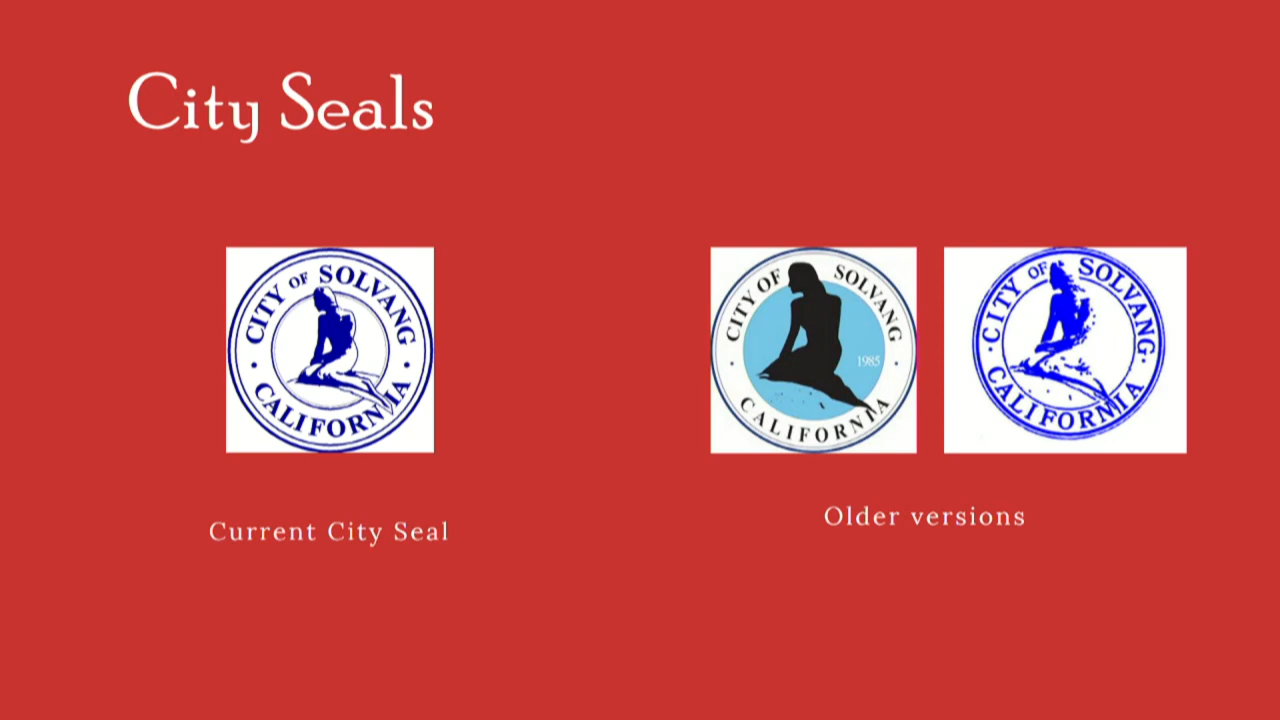 City Seals
CITY OF SOLVANG
CALIFORNIA
CITY OF SOLVANG
1985
CALIFORNIA
CITY OF SOLVANG
CALIFORNIA
Current City Seal
Older versions